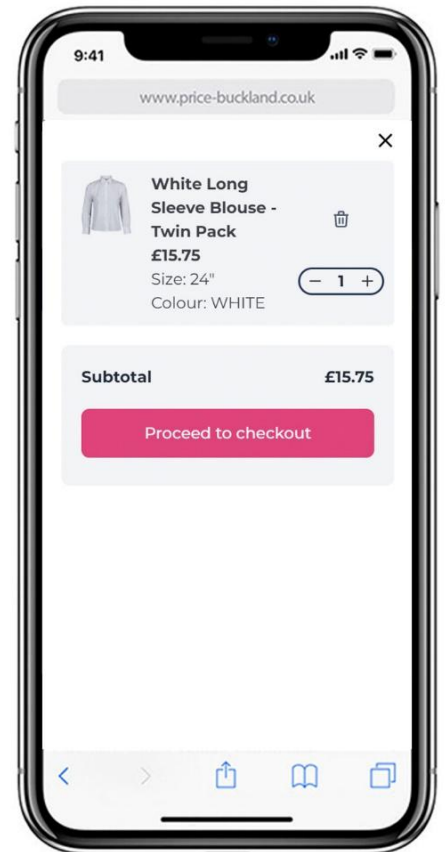 9:41
www.price-buckland.co.uk
White Long
Sleeve Blouse -
Twin Pack
£15.75
Size: 24"
Colour: WHITE
− 1 +
Subtotal £15.75
Proceed to checkout